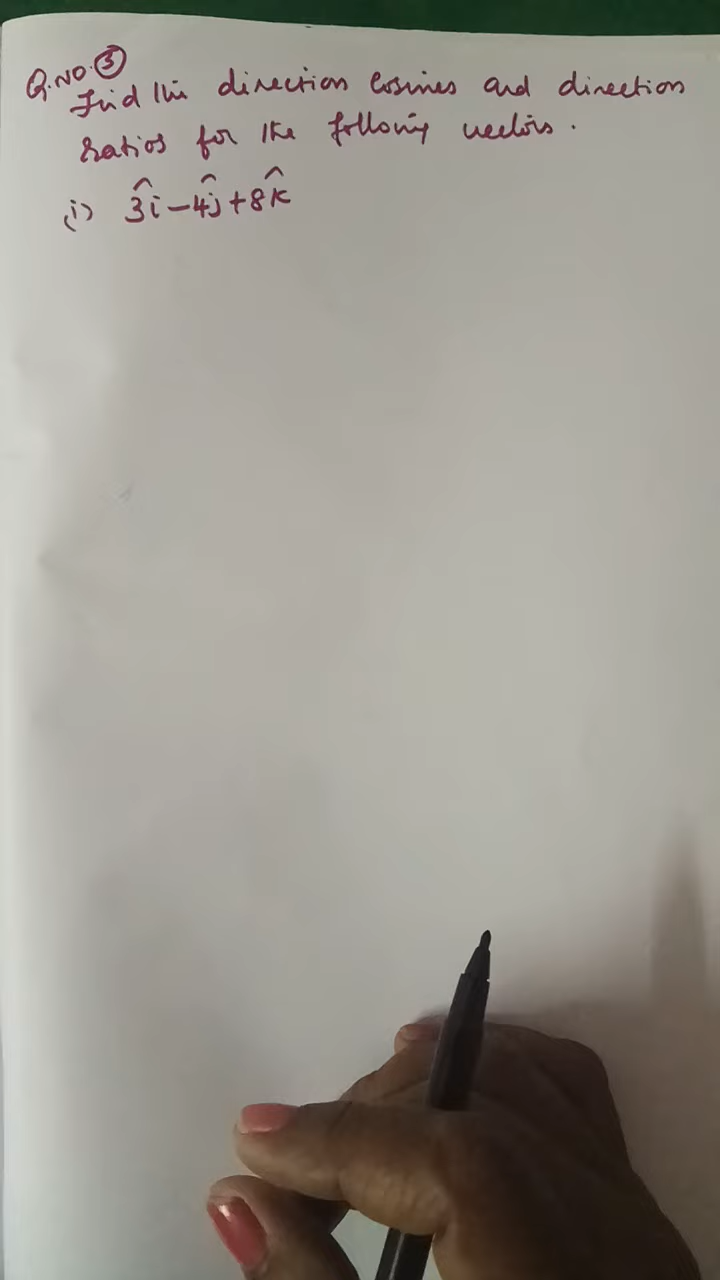 Q.NO.③
Find the direction cosines and direction
ratios for the following vectors.
(i) 3î-4ĵ+8k̂